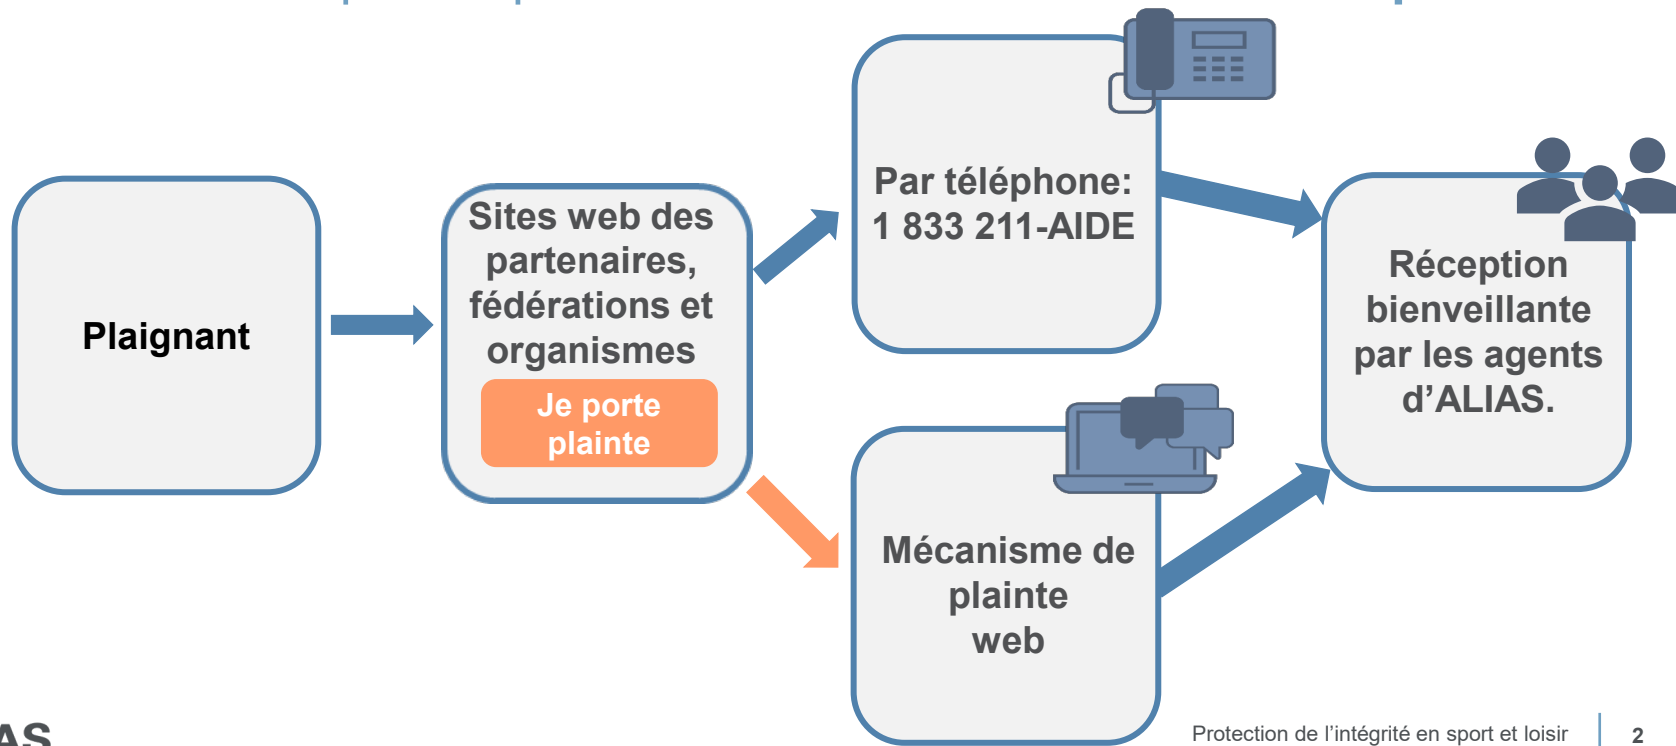 Plaignant
Sites web des
partenaires,
fédérations et
organismes
Je porte
plainte
Par téléphone:
1 833 211-AIDE
Mécanisme de
plainte
web
Réception
bienveillante
par les agents
d’ALIAS.
Protection de l’intégrité en sport et loisir
2